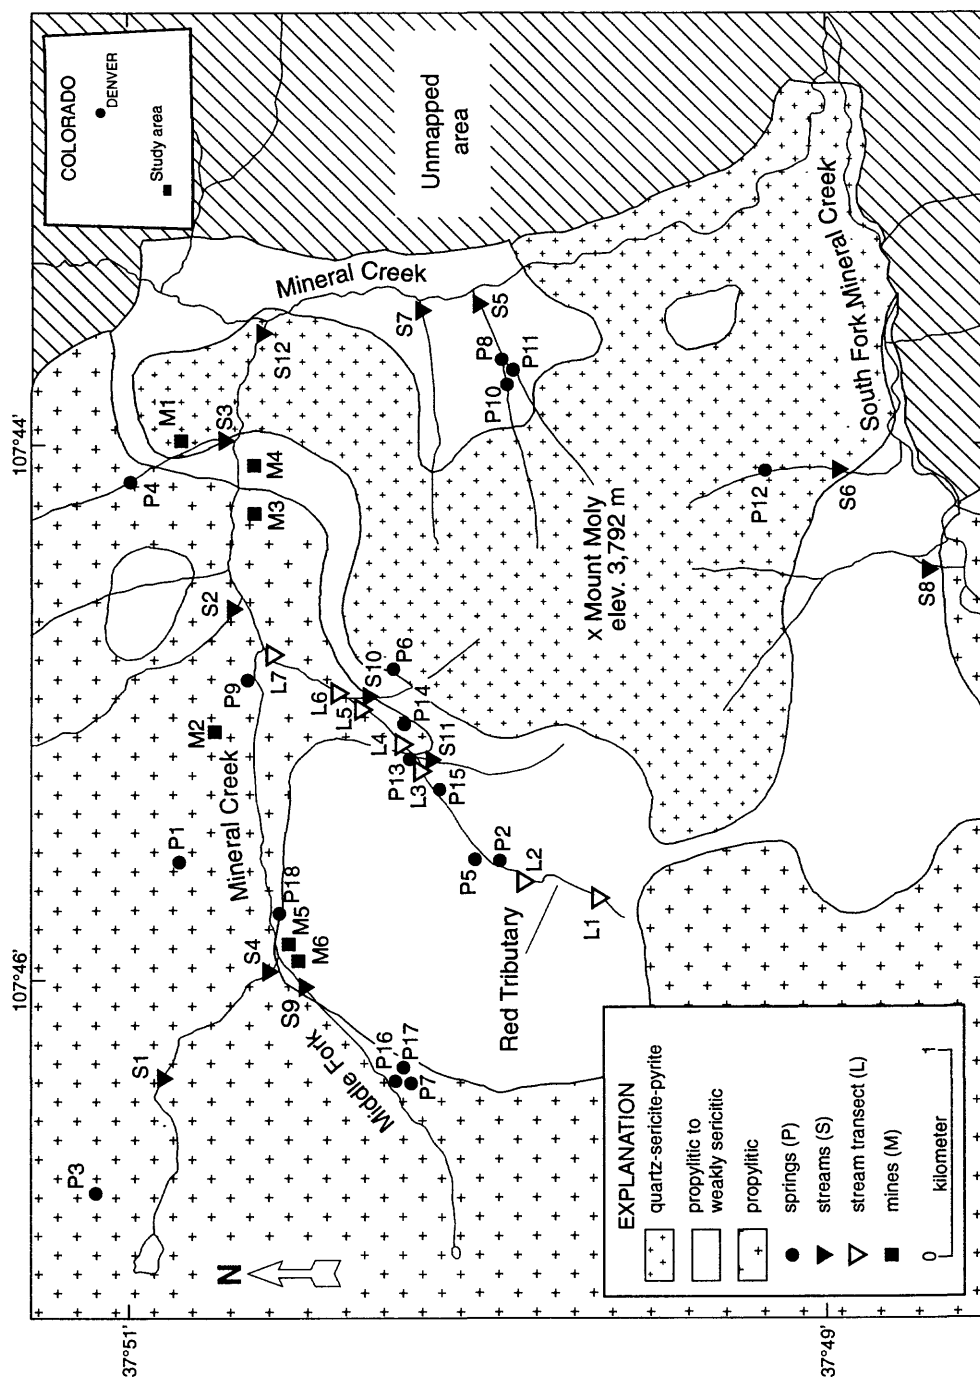 COLORADO
DENVER
Study area
107°46'
107°44'
37°51'
37°49'
Unmapped
area
Mineral Creek
Mineral Creek
South Fork Mineral Creek
Middle Fork
Red Tributary
x Mount Moly
elev. 3,792 m
P3
S1
S4
S9
P18
M5
M6
P16
P17
P7
P1
M2
P9
S2
P4
M1
S3
M4
M3
S12
L7
L6
L5
S10
P6
P14
L4
P13
L3
S11
P15
P5
P2
L2
L1
S7
S5
P8
P11
P10
P12
S6
S8
N
EXPLANATION
quartz-sericite-pyrite
propylitic to
weakly sericitic
propylitic
springs (P)
streams (S)
stream transect (L)
mines (M)
0
kilometer
1